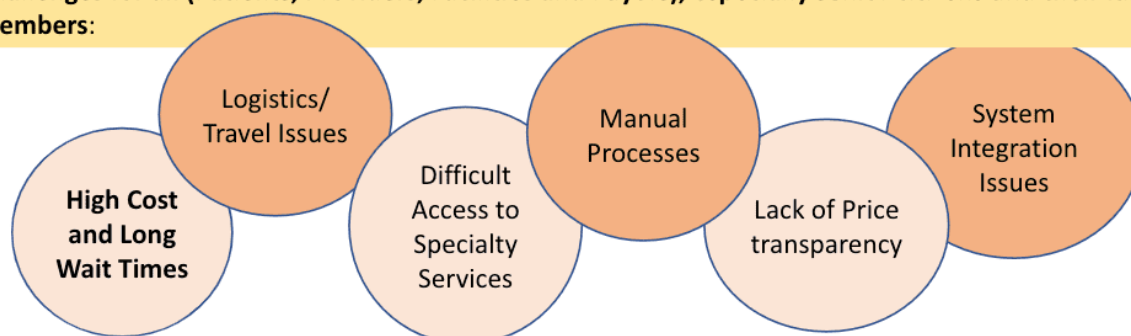 embers:
High Cost
and Long
Wait Times
Logistics/
Travel Issues
Difficult
Access to
Specialty
Services
Manual
Processes
Lack of Price
transparency
System
Integration
Issues